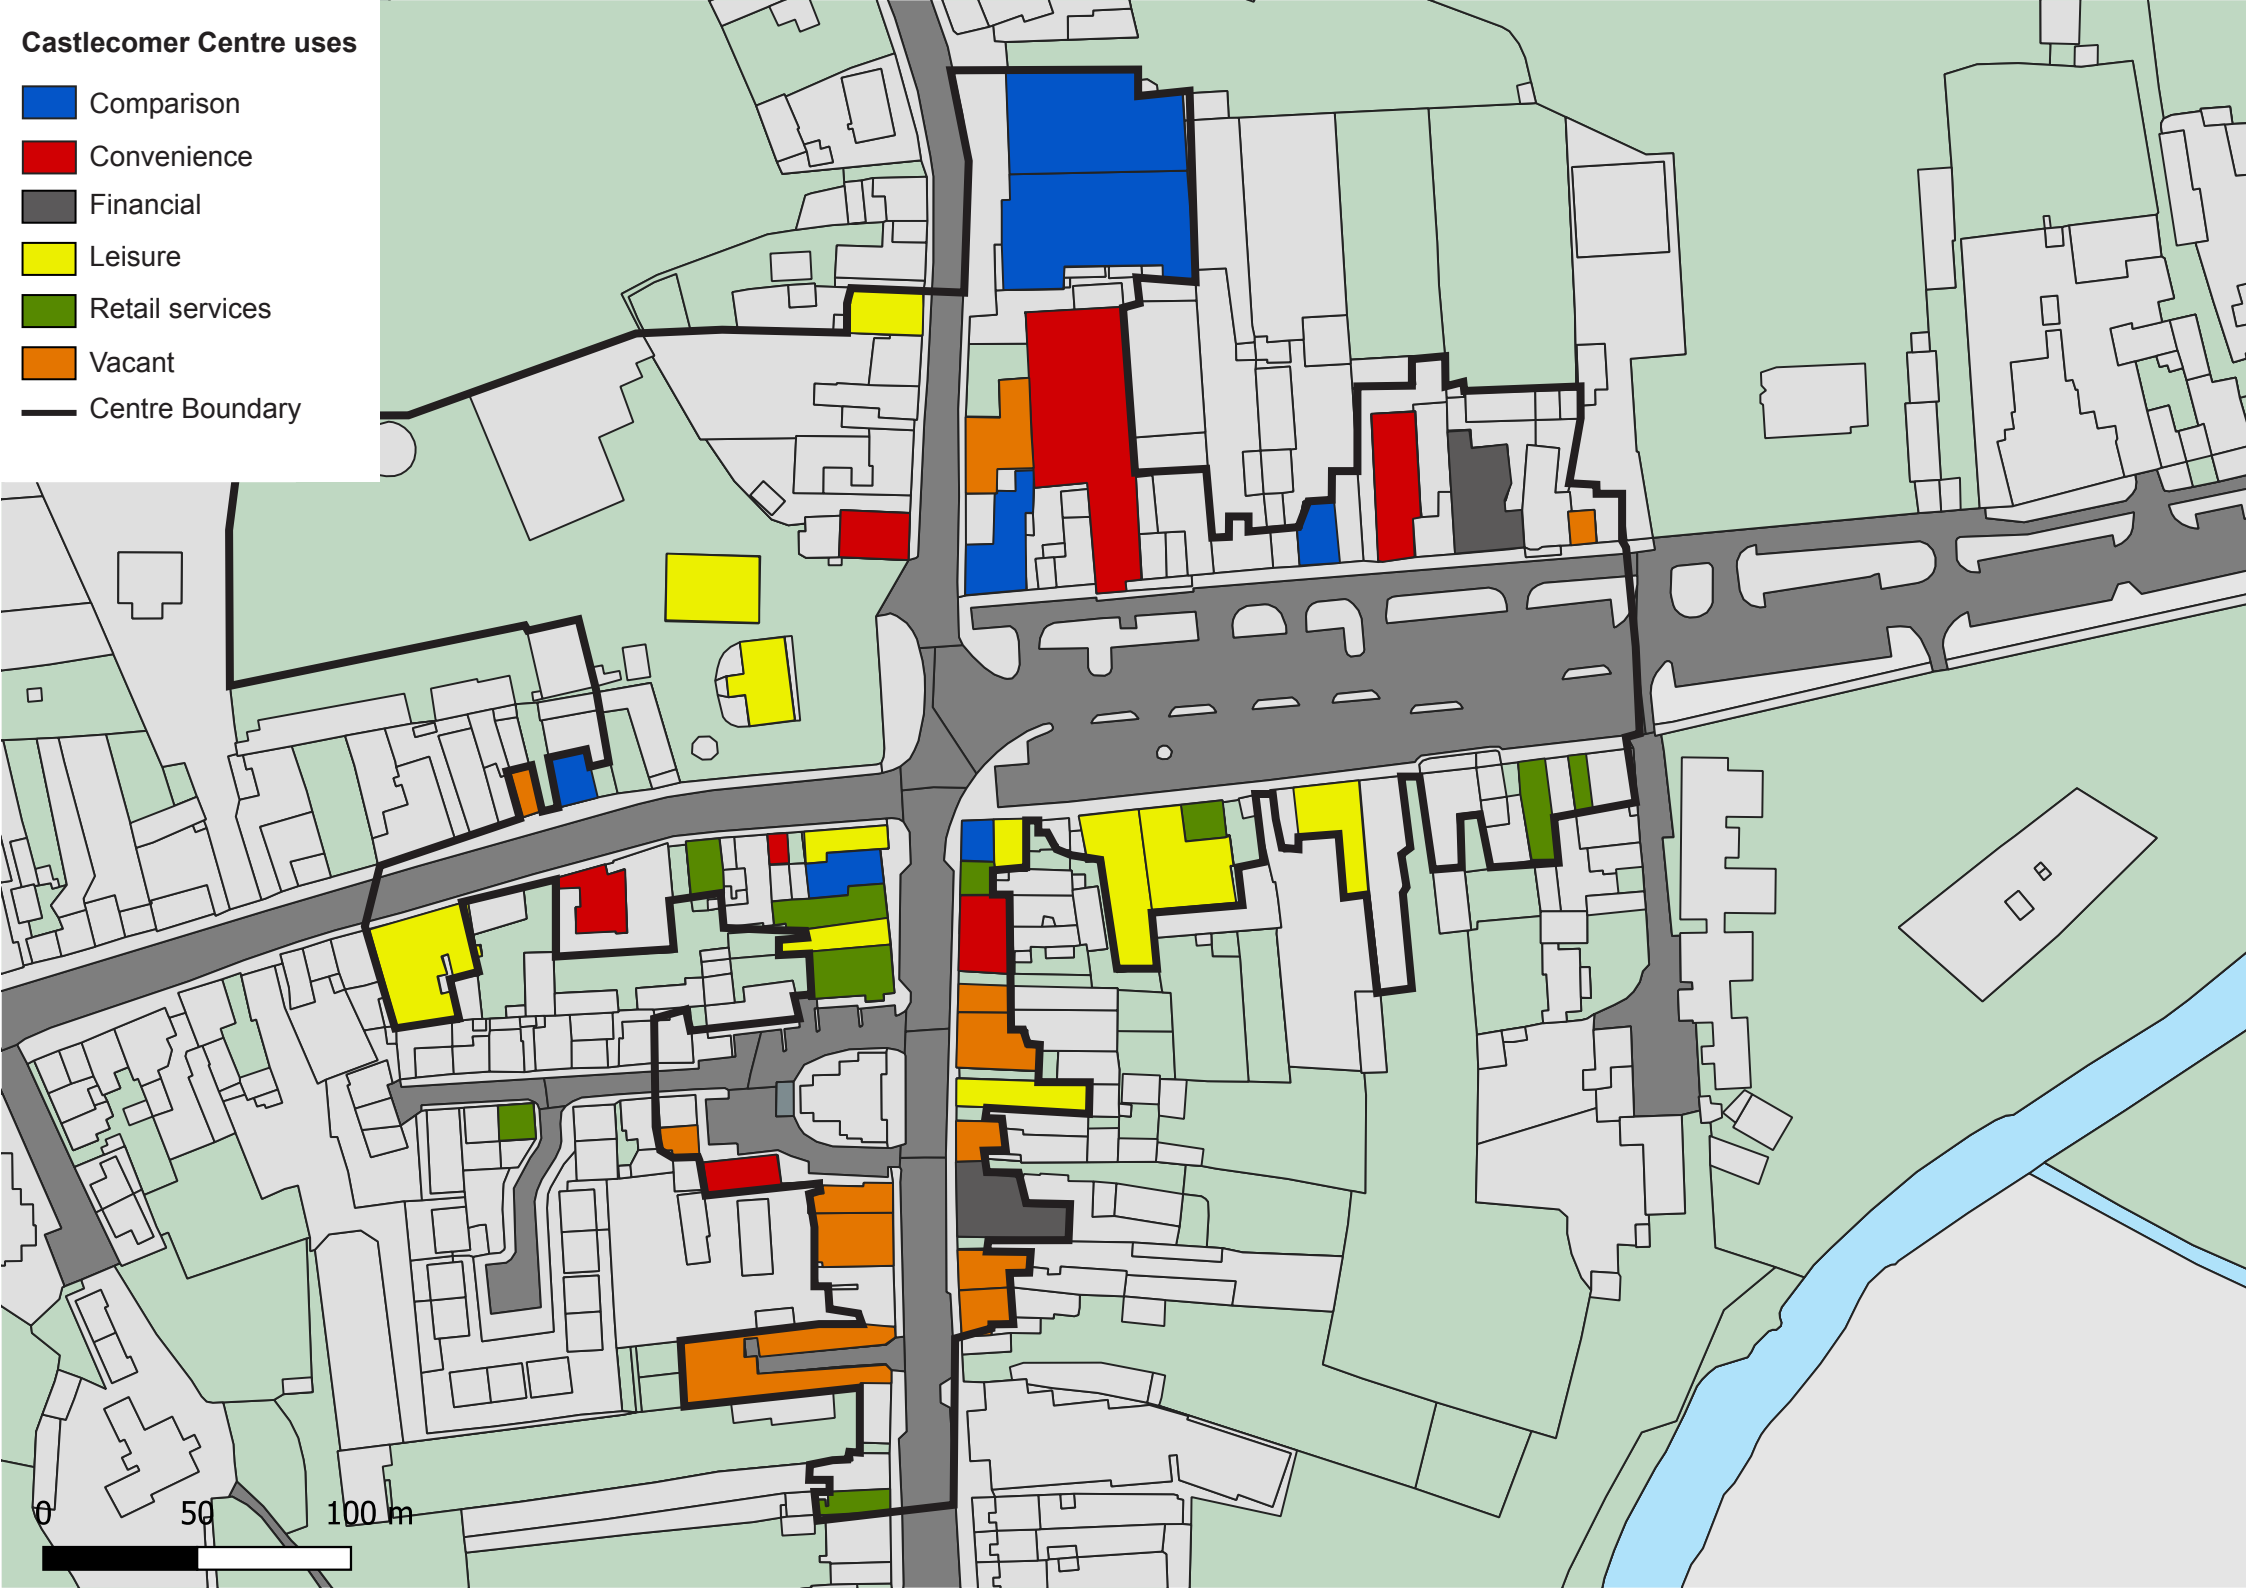 Castlecomer Centre uses
Comparison
Convenience
Financial
Leisure
Retail services
Vacant
Centre Boundary
0 50 100 m